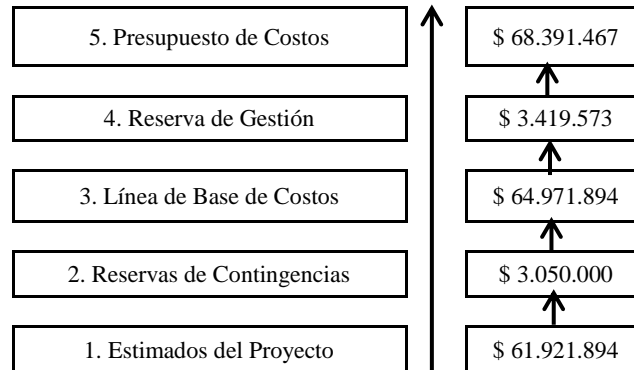 5. Presupuesto de Costos
$ 68.391.467
4. Reserva de Gestión
$ 3.419.573
3. Línea de Base de Costos
$ 64.971.894
2. Reservas de Contingencias
$ 3.050.000
1. Estimados del Proyecto
$ 61.921.894